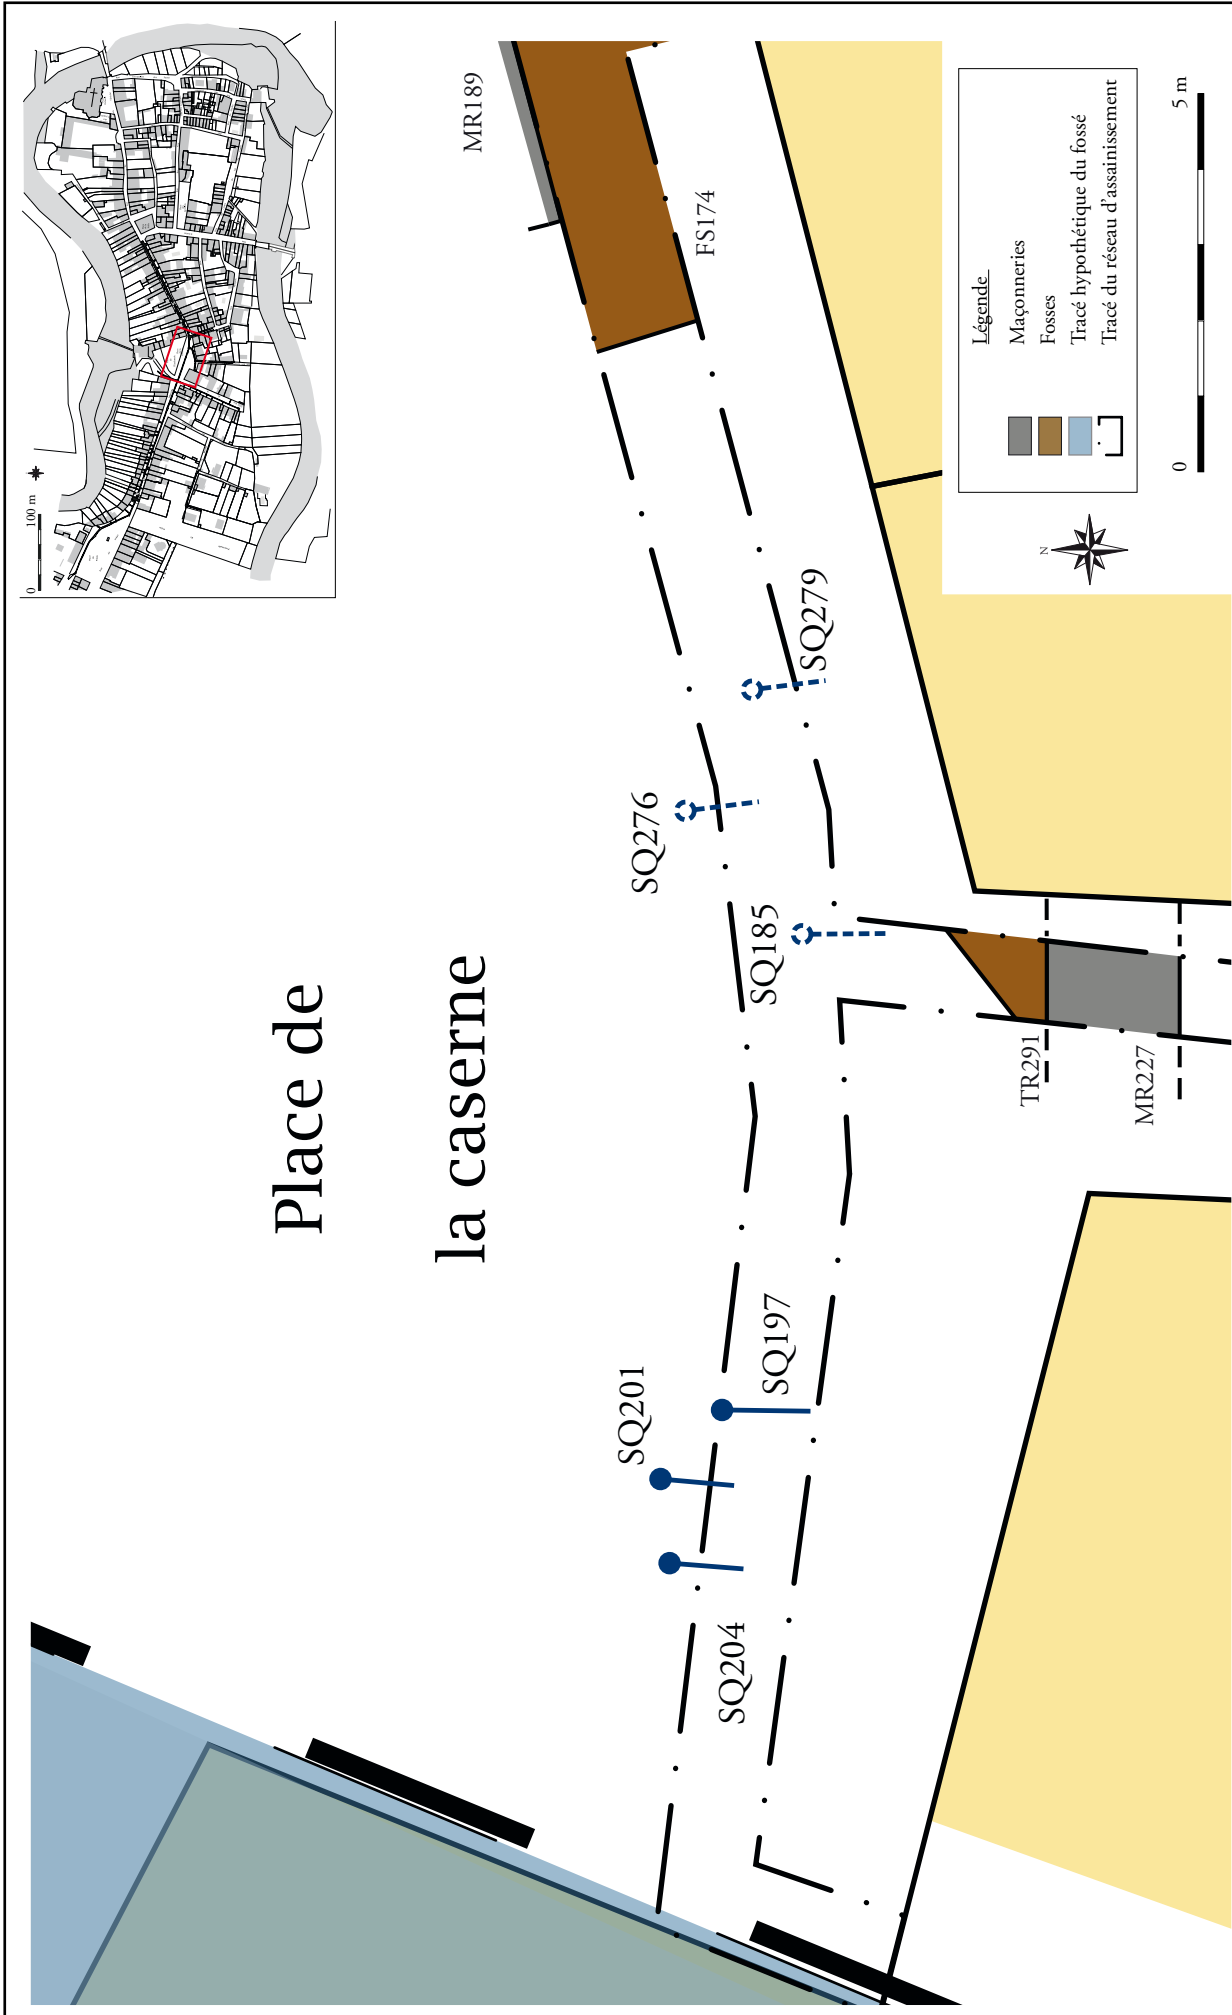 100 m
0
MR189
FS174
Place de
la caserne
SQ276
SQ279
SQ185
SQ201
SQ197
SQ204
TR291
MR227
Légende
Maçonneries
Fosses
Tracé hypothétique du fossé
Tracé du réseau d'assainissement
N
0
5 m